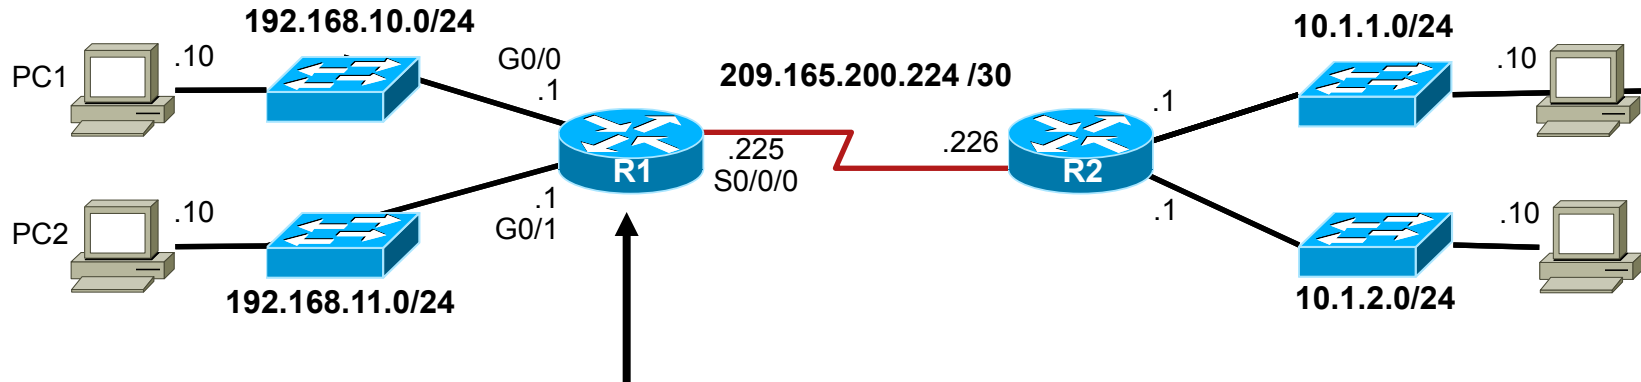 192.168.10.0/24
PC1
.10
G0/0
.1
209.165.200.224 /30
10.1.1.0/24
.10
.1
R1
.225
S0/0/0
.226
R2
PC2
.10
.1
G0/1
192.168.11.0/24
.1
.10
10.1.2.0/24